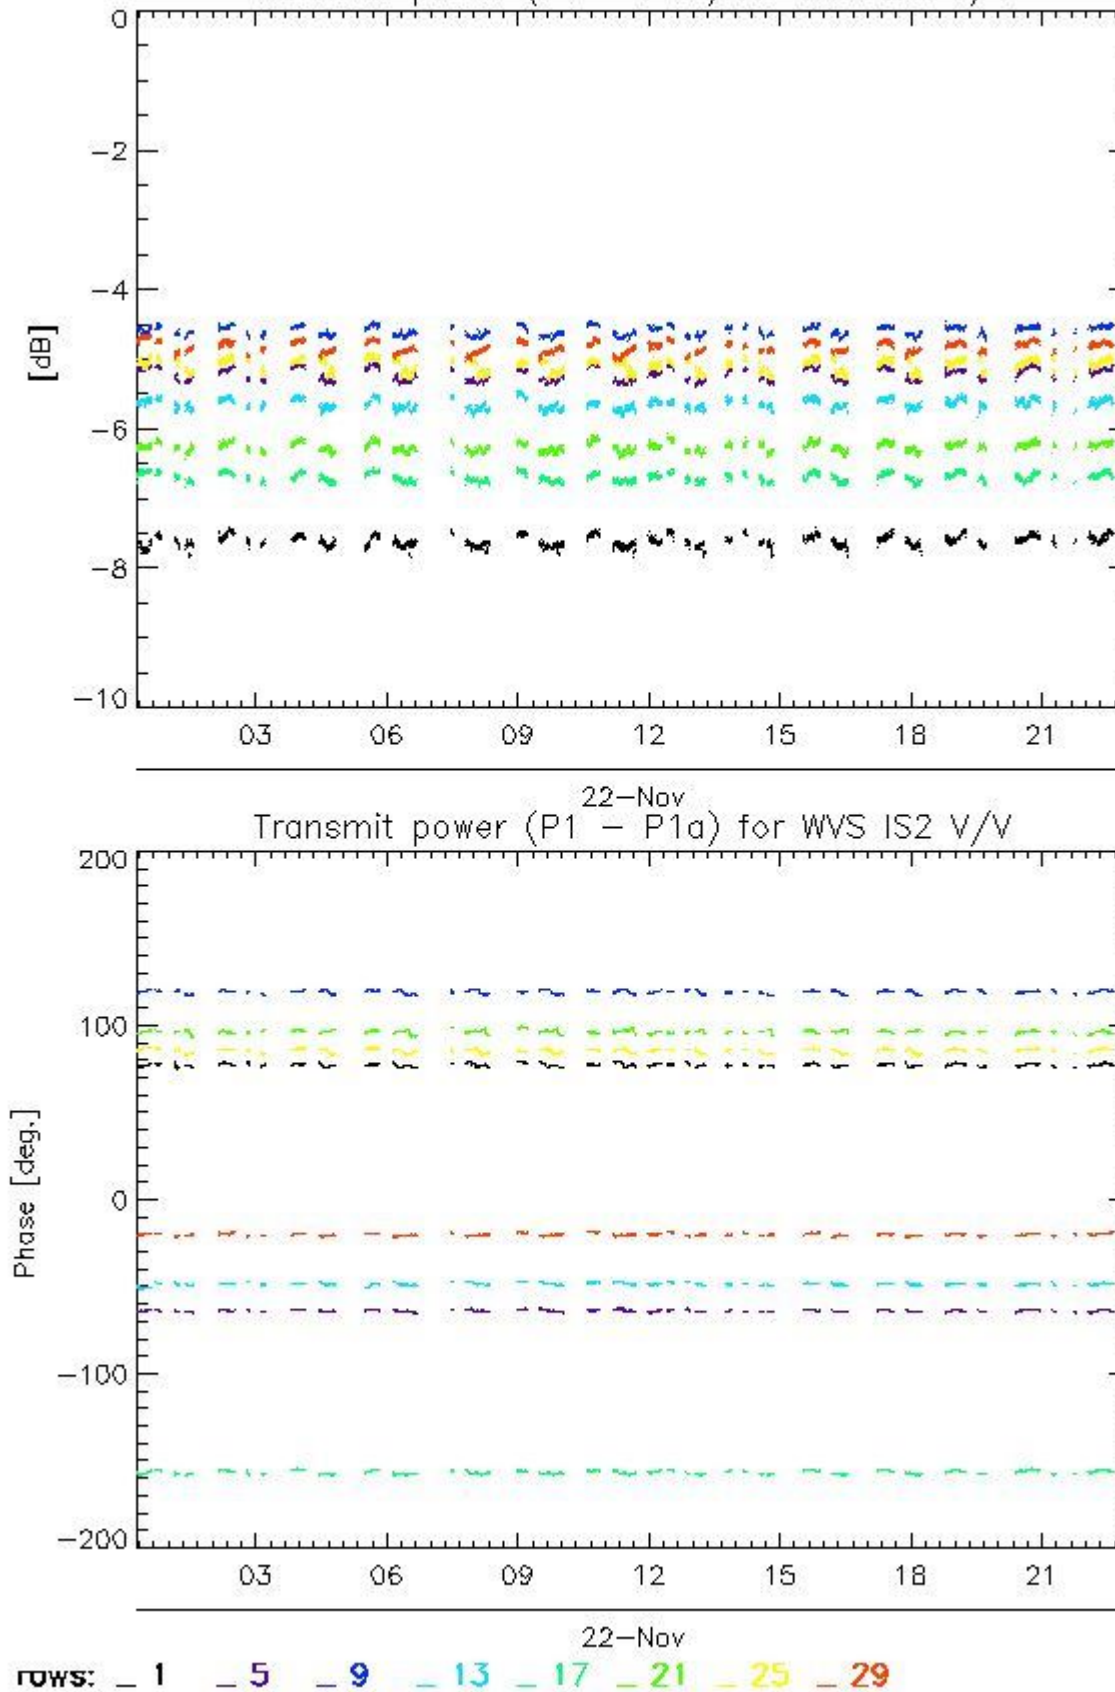 0
-2
-4
[dB]
-6
-8
-10
03 06 09 12 15 18 21
22-Nov
Transmit power (P1 - P1a) for WVS IS2 V/V
200
100
0
Phase [deg.]
-100
-200
03 06 09 12 15 18 21
22-Nov
rows: _ 1 _ 5 _ 9 _ 13 _ 17 _ 21 _ 25 _ 29